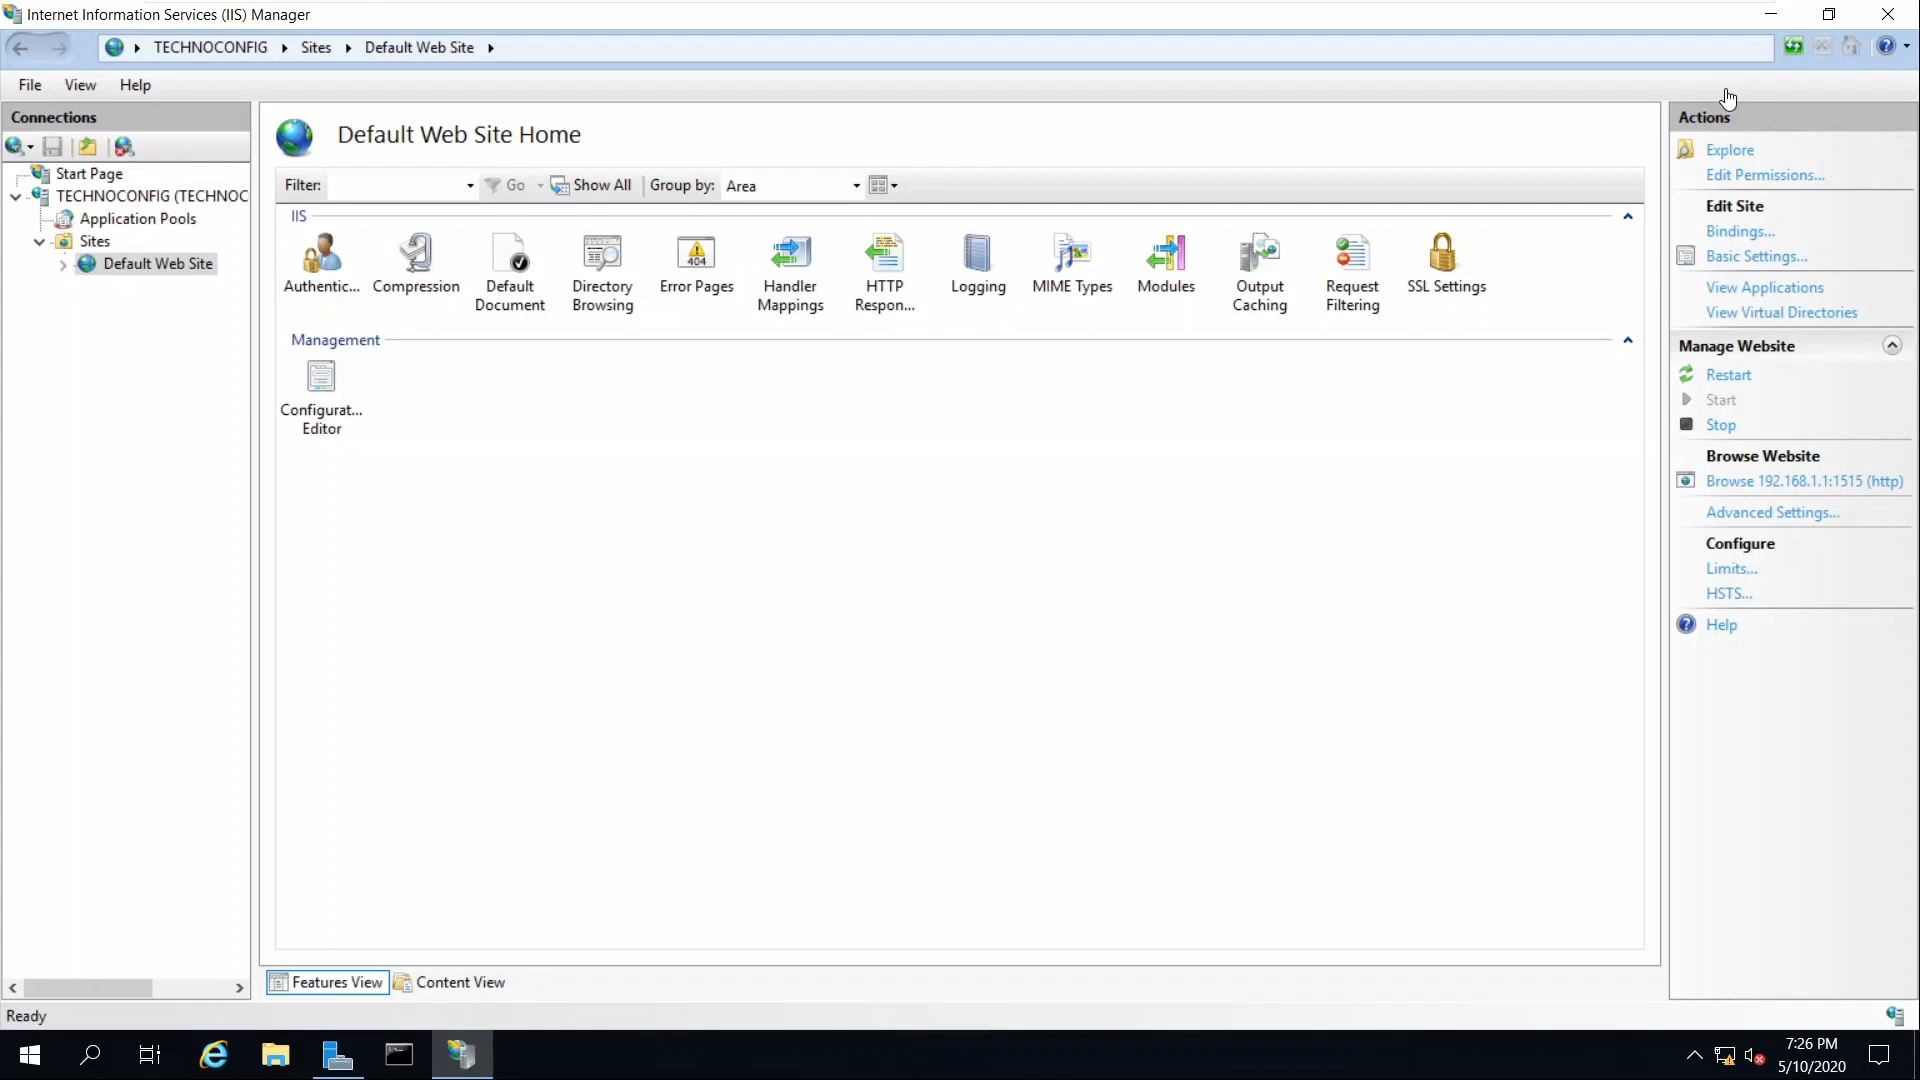 Internet Information Services (IIS) Manager
TECHNOCONFIG Sites Default Web Site
File View Help
Connections
Start Page
TECHNOCONFIG (TECHNOC
Application Pools
Sites
Default Web Site
Default Web Site Home
Filter: Go Show All Group by: Area
IIS
Authentic...
Compression
Default
Document
Directory
Browsing
Error Pages
404
Handler
Mappings
HTTP
Respon...
Logging
MIME Types
Modules
Output
Caching
Request
Filtering
SSL Settings
Management
Configurat...
Editor
Features View Content View
Actions
Explore
Edit Permissions...
Edit Site
Bindings...
Basic Settings...
View Applications
View Virtual Directories
Manage Website
Restart
Start
Stop
Browse Website
Browse 192.168.1.1:1515 (http)
Advanced Settings...
Configure
Limits...
HSTS...
Help
Ready
7:26 PM
5/10/2020